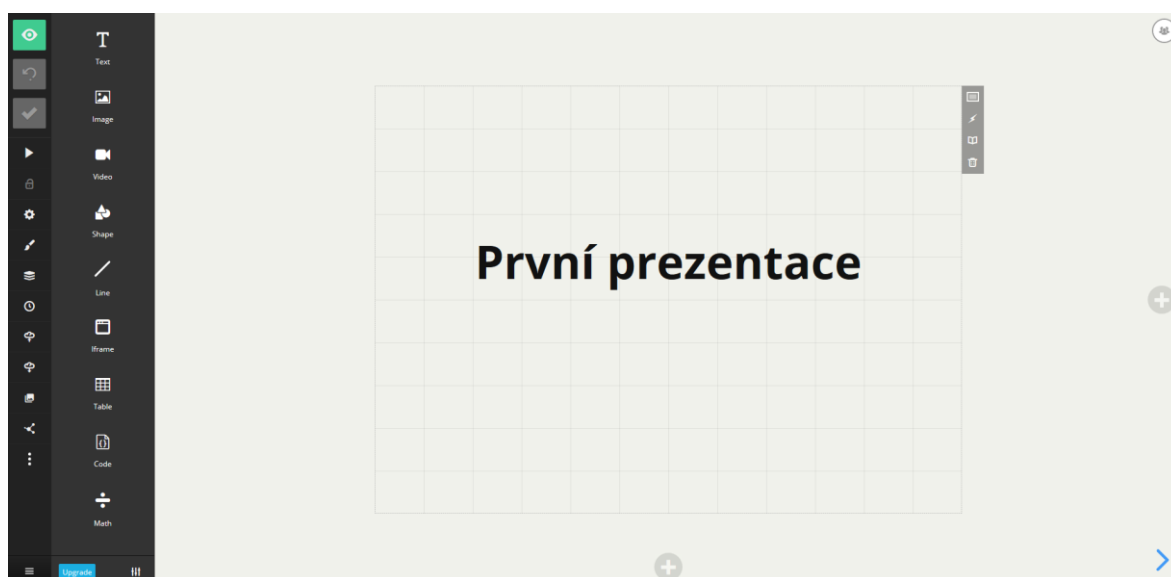 Text
Image
Video
Shape
Line
Iframe
Table
Code
Math
Upgrade
První prezentace